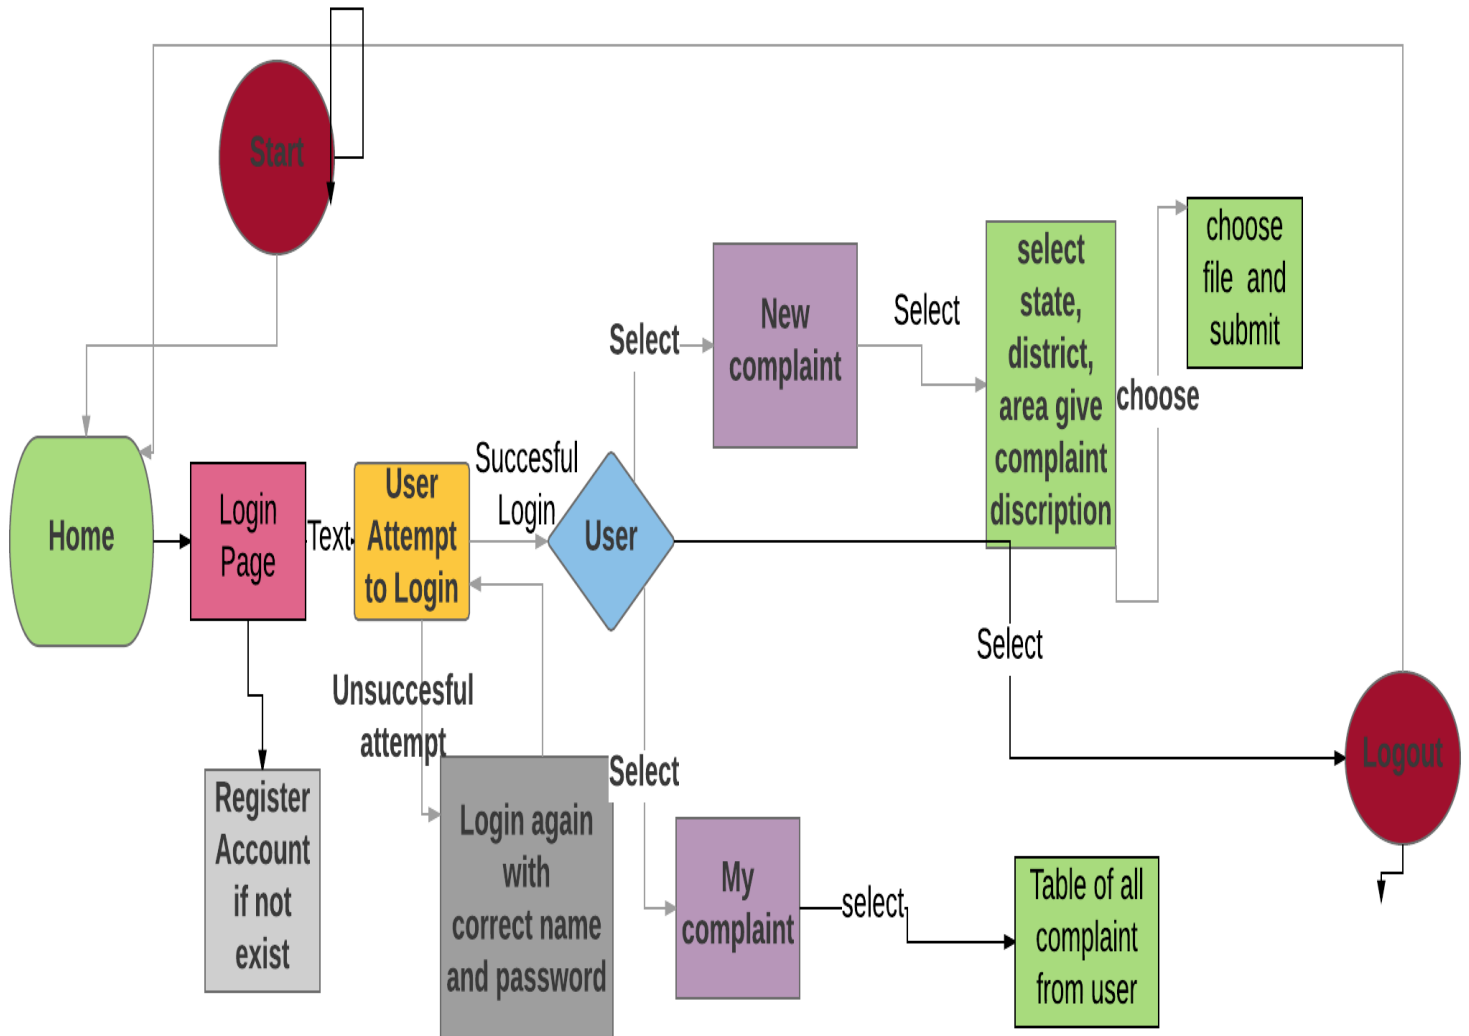 Start
choose
file and
submit
select
state,
district,
area give
complaint
discription
New
complaint
Select
Select
choose
Home
Login
Page
Text
User
Attempt
to Login
Succesful
Login
User
Select
Unsuccesful
attempt
Select
Logout
Register
Account
if not
exist
Login again
with
correct name
and password
My
complaint
select
Table of all
complaint
from user